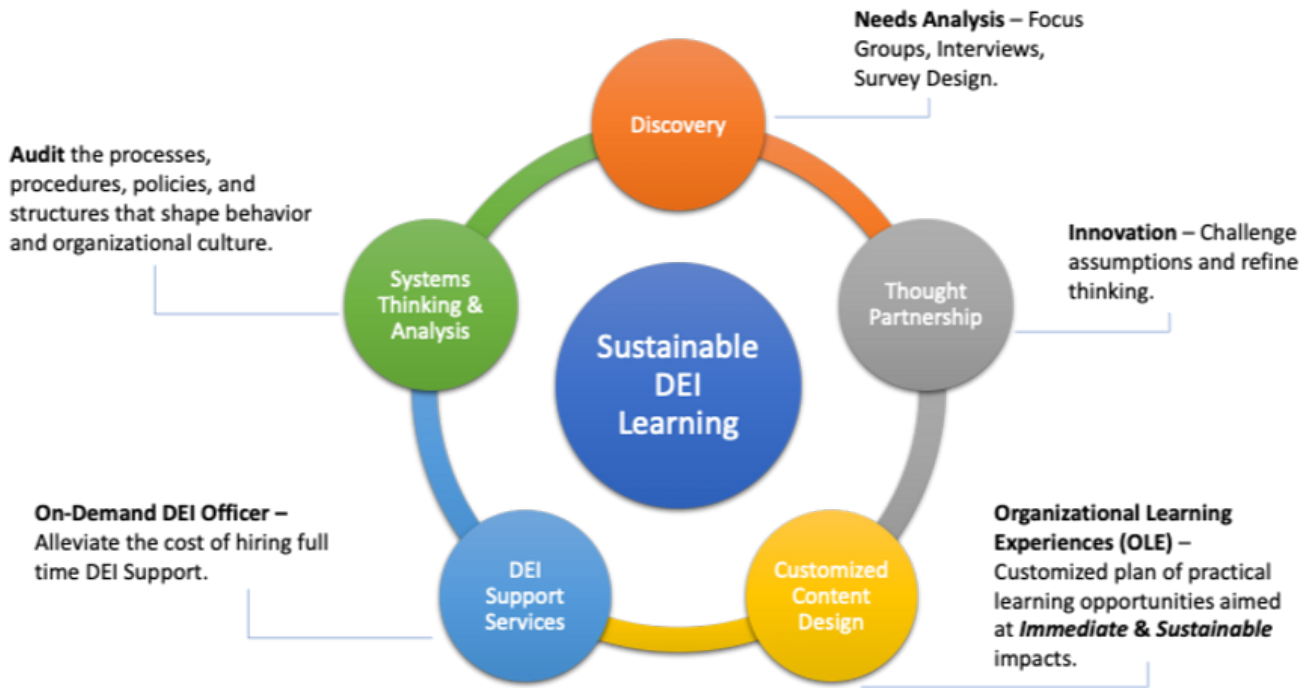 Needs Analysis – Focus
Groups, Interviews,
Survey Design.
Discovery
Audit the processes,
procedures, policies, and
structures that shape behavior
and organizational culture.
Systems
Thinking &
Analysis
Innovation – Challenge
assumptions and refine
thinking.
Thought
Partnership
Sustainable
DEI
Learning
On-Demand DEI Officer –
Alleviate the cost of hiring full
time DEI Support.
DEI
Support
Services
Customized
Content
Design
Organizational Learning
Experiences (OLE) –
Customized plan of practical
learning opportunities aimed
at Immediate & Sustainable
impacts.